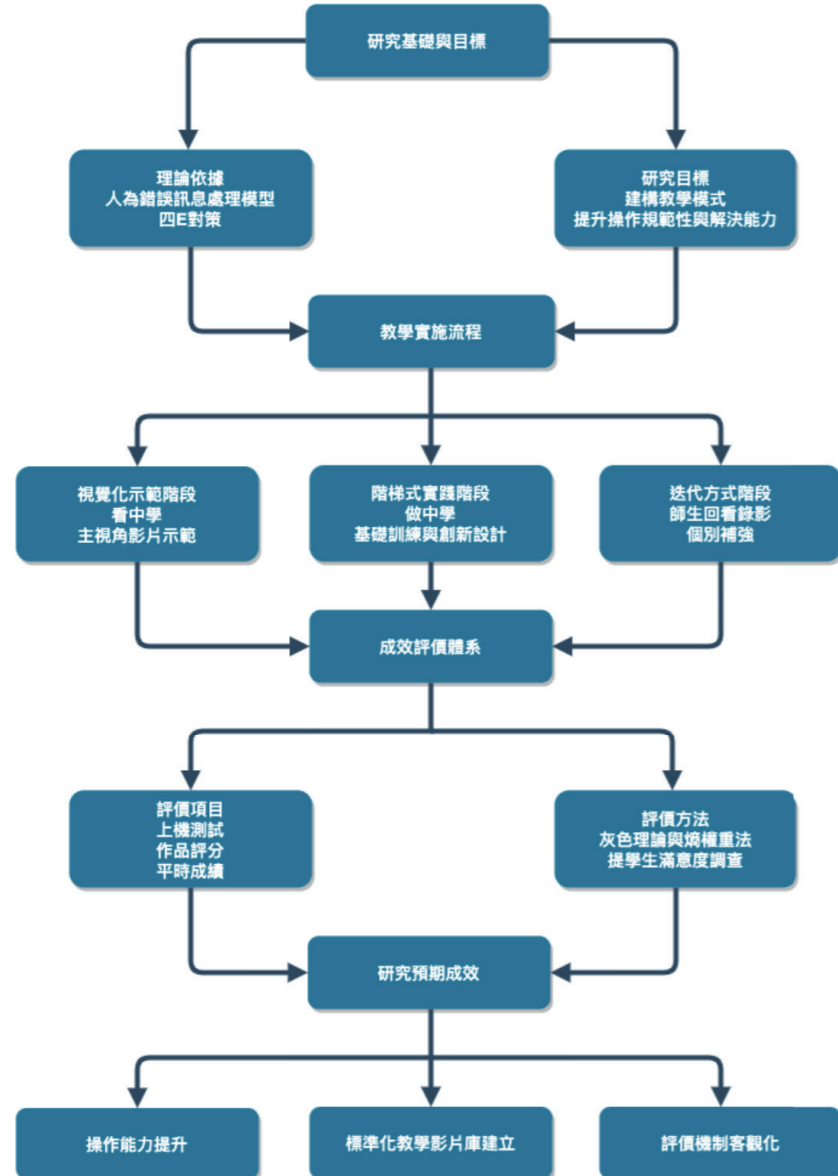 研究基礎與目標
理論依據
人為錯誤訊息處理模型
四E對策
研究目標
建構教學模式
提升操作規範性與解決能力
教學實施流程
視覺化示範階段
看中學
主視角影片示範
階梯式實踐階段
做中學
基礎訓練與創新設計
迭代方式階段
師生回看錄影
個別補強
成效評價體系
評價項目
上機測試
作品評分
平時成績
評價方法
灰色理論與熵權重法
提學生滿意度調查
研究預期成效
操作能力提升
標準化教學影片庫建立
評價機制客觀化